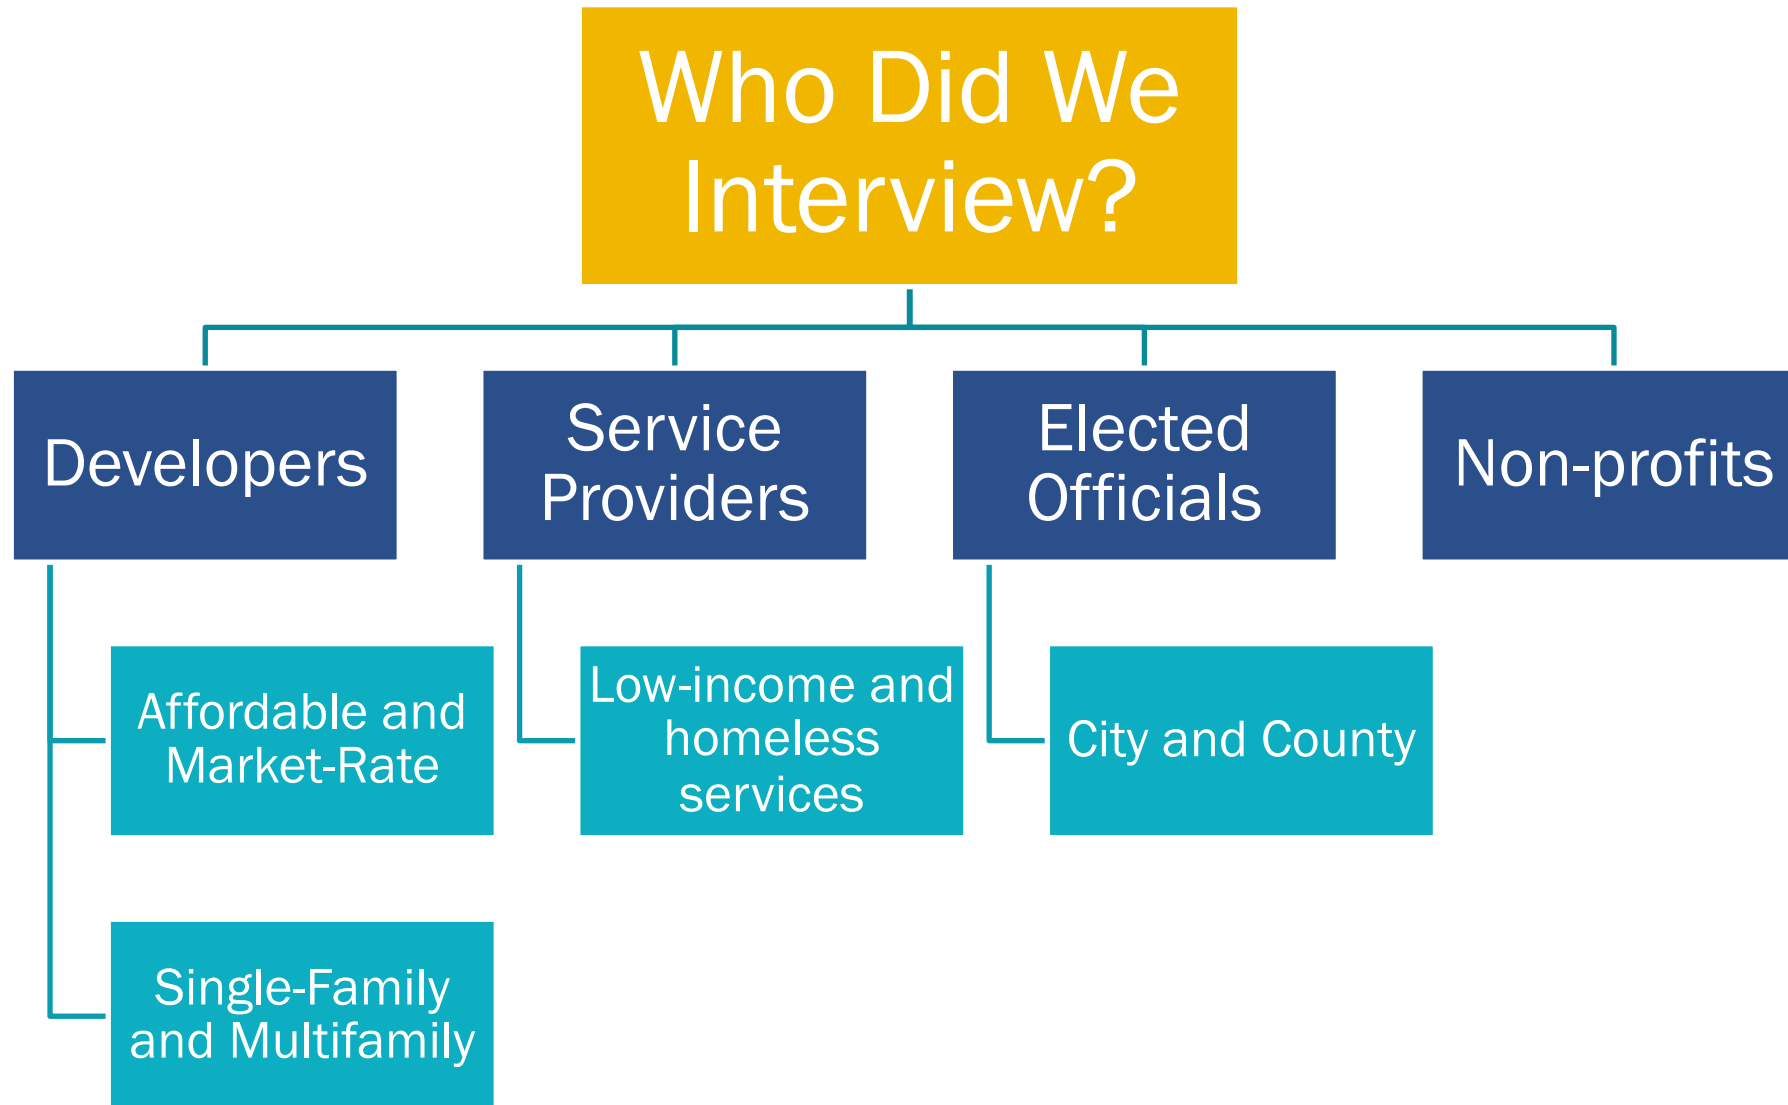 Who Did We
Interview?
Developers
Service
Providers
Elected
Officials
Non-profits
Affordable and
Market-Rate
Low-income and
homeless
services
City and County
Single-Family
and Multifamily